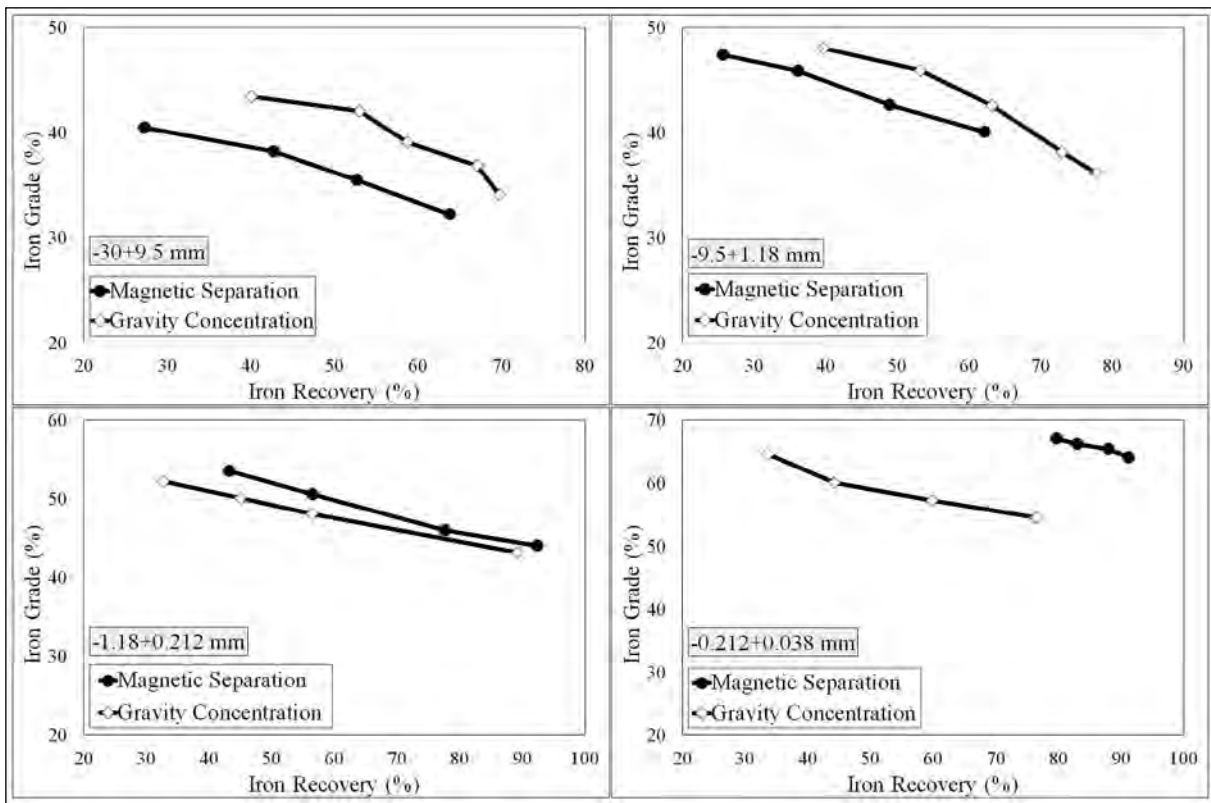 50
40
30
20
Iron Grade (%)
-30+9.5 mm
Magnetic Separation
Gravity Concentration
20 30 40 50 60 70 80
Iron Recovery (%)
50
40
30
20
Iron Grade (%)
-9.5+1.18 mm
Magnetic Separation
Gravity Concentration
20 30 40 50 60 70 80 90
Iron Recovery (%)
60
50
40
30
20
Iron Grade (%)
-1.18+0.212 mm
Magnetic Separation
Gravity Concentration
20 30 40 50 60 70 80 90 100
Iron Recovery (%)
70
60
50
40
30
20
Iron Grade (%)
-0.212+0.038 mm
Magnetic Separation
Gravity Concentration
20 30 40 50 60 70 80 90 100
Iron Recovery (%)